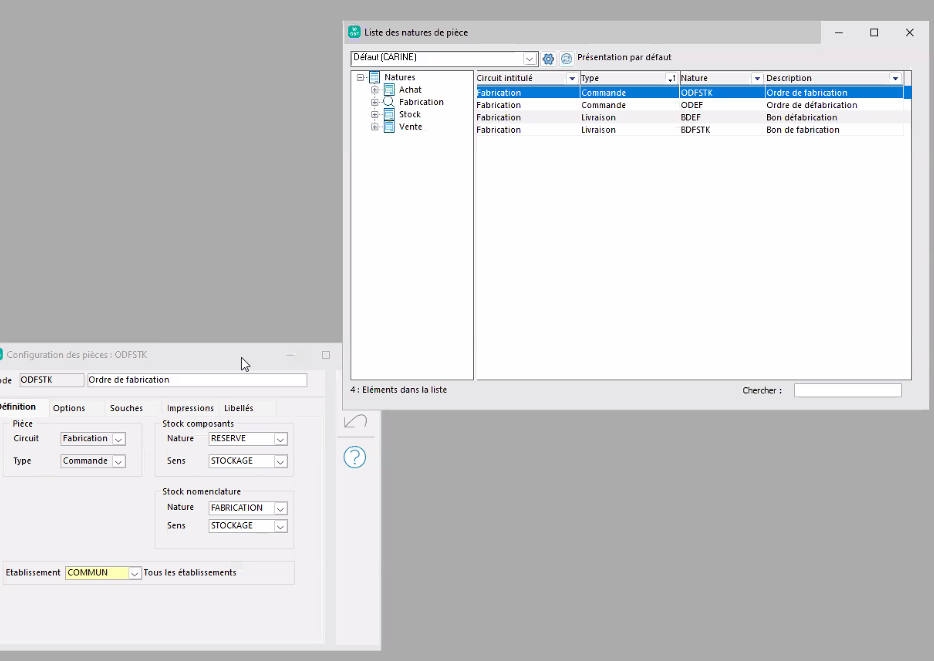 Liste des natures de pièce
Défaut (CARINE)
Présentation par défaut
Natures
Achat
Fabrication
Stock
Vente
Circuit intitulé Type Nature Description
Fabrication Commande ODFSTK Ordre de fabrication
Fabrication Commande ODEF Ordre de défabrication
Fabrication Livraison BDEF Bon défabrication
Fabrication Livraison BDFSTK Bon de fabrication
4 : Eléments dans la liste
Chercher :
Configuration des pièces : ODFSTK
ode ODFSTK Ordre de fabrication
éfinition Options Souches Impressions Libellés
Pièce
Circuit Fabrication
Type Commande
Stock composants
Nature RESERVE
Sens STOCKAGE
Stock nomenclature
Nature FABRICATION
Sens STOCKAGE
Etablissement COMMUN Tous les établissements